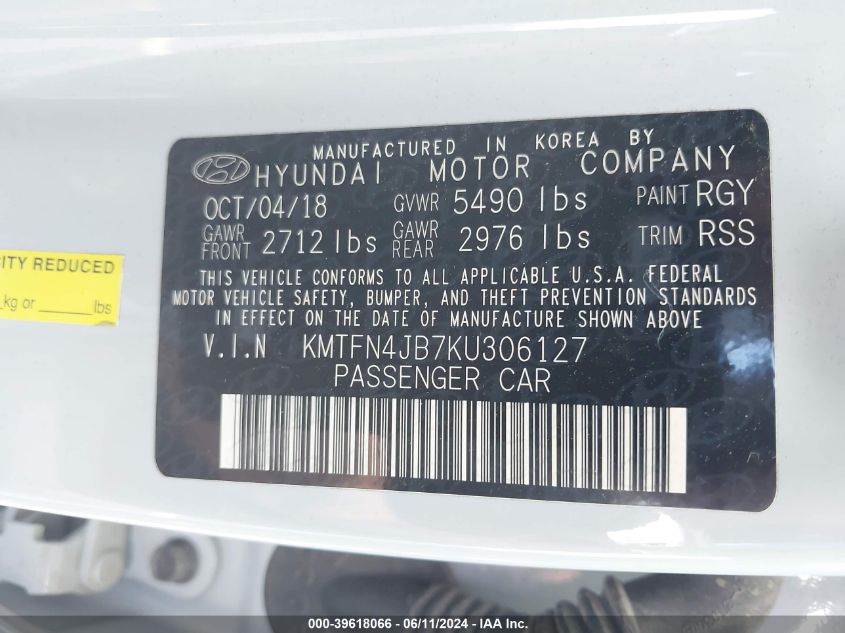 MANUFACTURED IN KOREA BY
HYUNDAI MOTOR COMPANY
OCT/04/18 GVWR 5490 lbs PAINT RGY
GAWR FRONT 2712 lbs GAWR REAR 2976 lbs TRIM RSS
THIS VEHICLE CONFORMS TO ALL APPLICABLE U.S.A. FEDERAL
MOTOR VEHICLE SAFETY, BUMPER, AND THEFT PREVENTION STANDARDS
IN EFFECT ON THE DATE OF MANUFACTURE SHOWN ABOVE
V.I.N KMTFN4JB7KU306127
PASSENGER CAR
ITY REDUCED
kg or ______ lbs
000-39618066 - 06/11/2024 - IAA Inc.